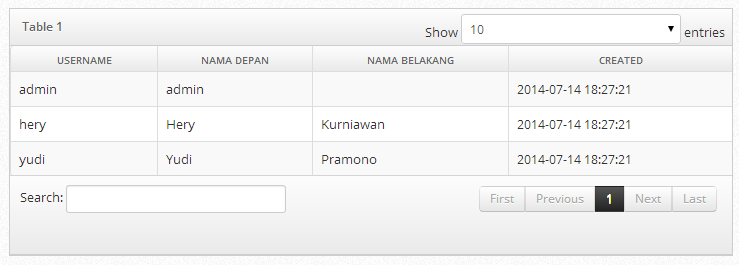 Table 1 Show 10 entries
USERNAME NAMA DEPAN NAMA BELAKANG CREATED
admin admin 2014-07-14 18:27:21
hery Hery Kurniawan 2014-07-14 18:27:21
yudi Yudi Pramono 2014-07-14 18:27:21
Search: First Previous 1 Next Last